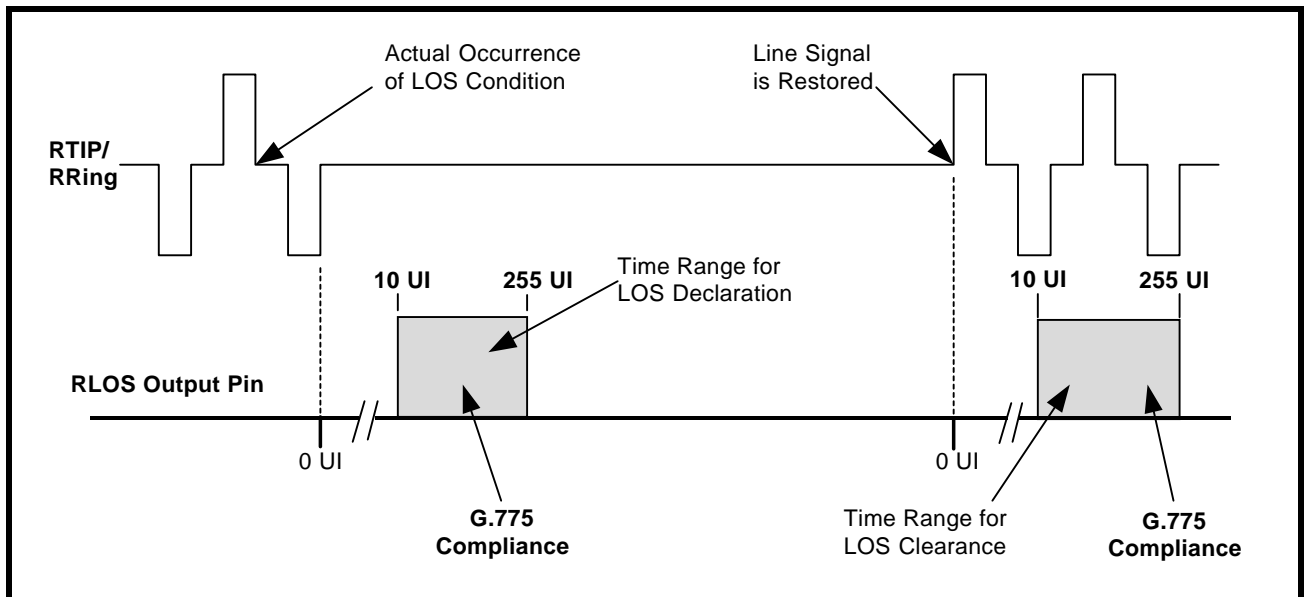 Actual Occurrence
of LOS Condition
Line Signal
is Restored
RTIP/
RRing
Time Range for
LOS Declaration
10 UI
255 UI
10 UI
255 UI
RLOS Output Pin
0 UI
0 UI
G.775
Compliance
Time Range for
LOS Clearance
G.775
Compliance